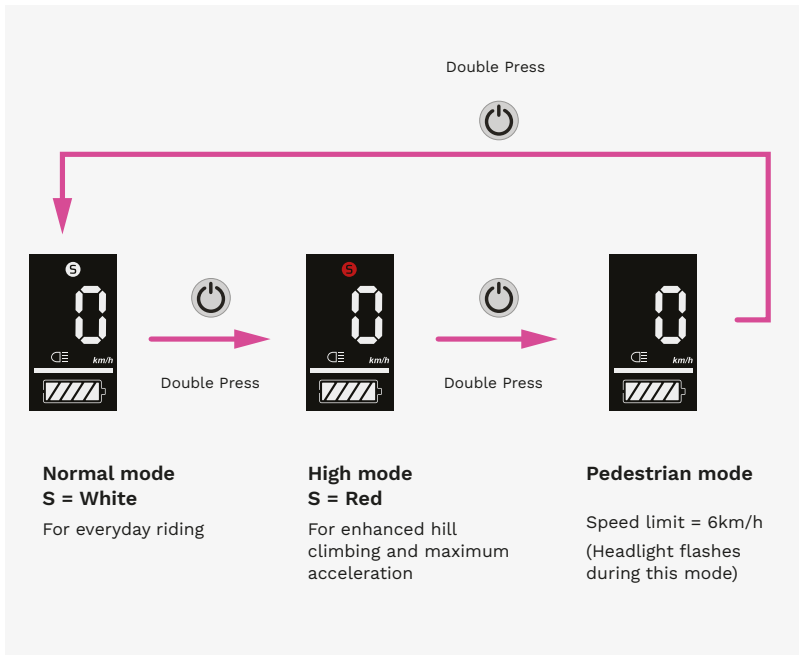 Double Press
S
0
km/h
Double Press
S
0
km/h
Double Press
0
km/h
Normal mode
S = White
For everyday riding
High mode
S = Red
For enhanced hill
climbing and maximum
acceleration
Pedestrian mode
Speed limit = 6km/h
(Headlight flashes
during this mode)